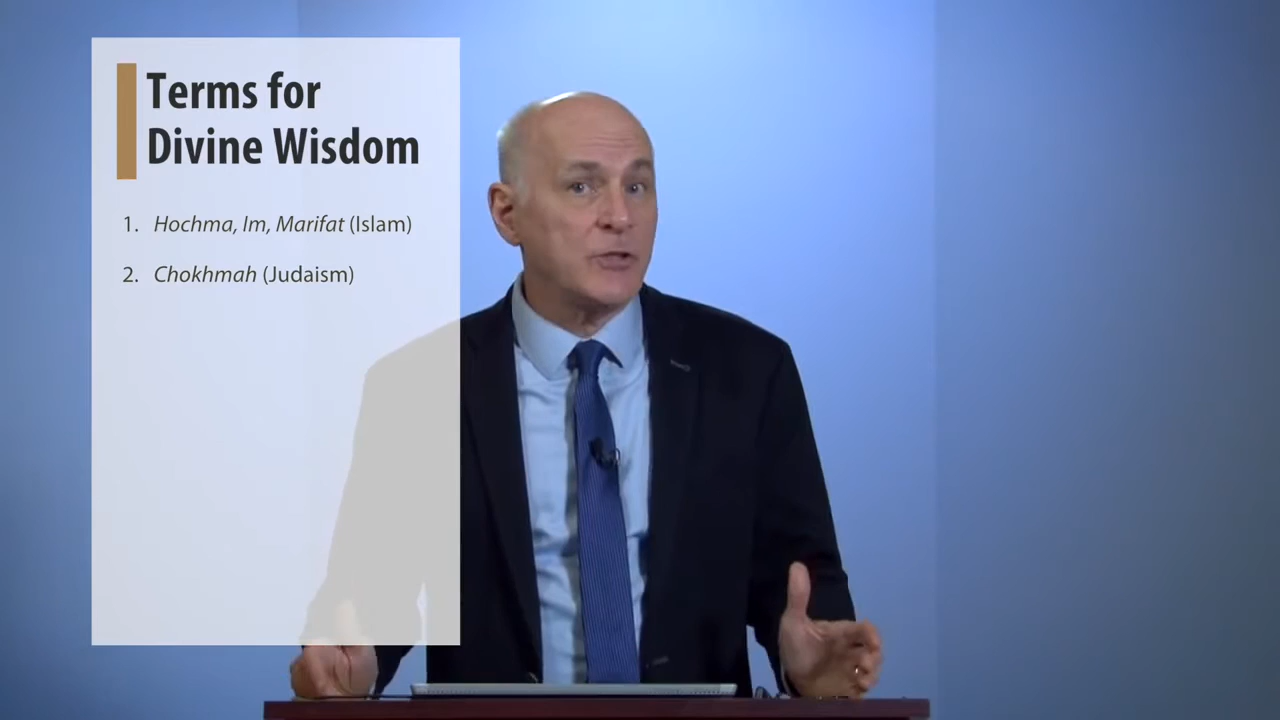 Terms for
Divine Wisdom
1. Hochma, Im, Marifat (Islam)
2. Chokhmah (Judaism)